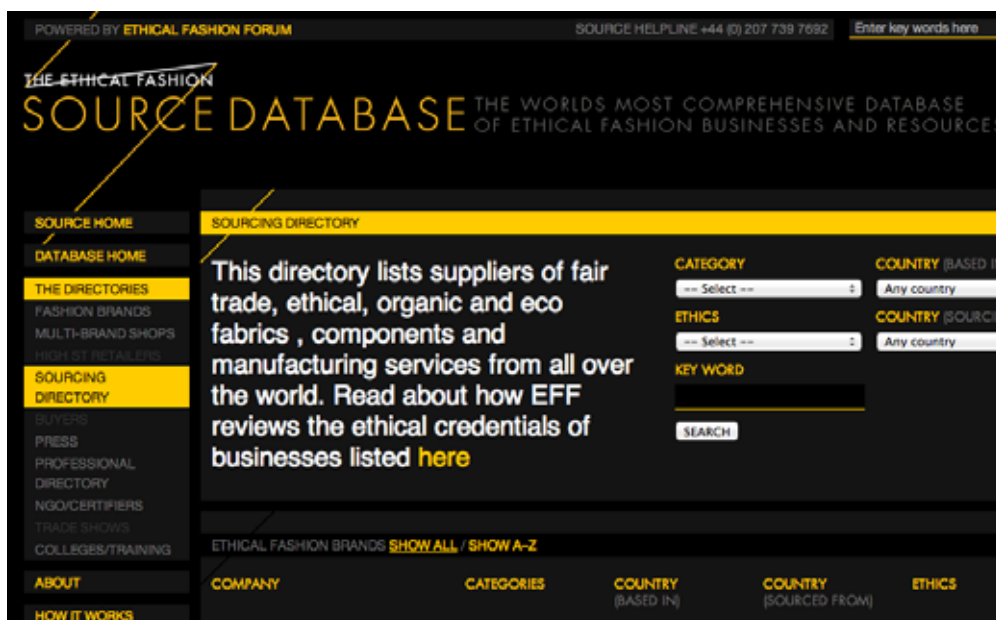 POWERED BY ETHICAL FASHION FORUM
SOURCE HELPLINE +44 (0) 207 739 7692
Enter key words here
THE ETHICAL FASHION
SOURCE DATABASE
THE WORLDS MOST COMPREHENSIVE DATABASE
OF ETHICAL FASHION BUSINESSES AND RESOURCES
SOURCE HOME
DATABASE HOME
THE DIRECTORIES
FASHION BRANDS
MULTI-BRAND SHOPS
HIGH ST RETAILERS
SOURCING
DIRECTORY
BUYERS
PRESS
PROFESSIONAL
DIRECTORY
NGO/CERTIFIERS
TRADE SHOWS
COLLEGES/TRAINING
ABOUT
HOW IT WORKS
SOURCING DIRECTORY
This directory lists suppliers of fair
trade, ethical, organic and eco
fabrics , components and
manufacturing services from all over
the world. Read about how EFF
reviews the ethical credentials of
businesses listed here
CATEGORY
-- Select --
ETHICS
-- Select --
KEY WORD
SEARCH
COUNTRY (BASED
Any country
COUNTRY
Any country
ETHICAL FASHION BRANDS SHOW ALL / SHOW A-Z
COMPANY
CATEGORIES
COUNTRY
(BASED IN)
COUNTRY
(SOURCED FROM)
ETHICS